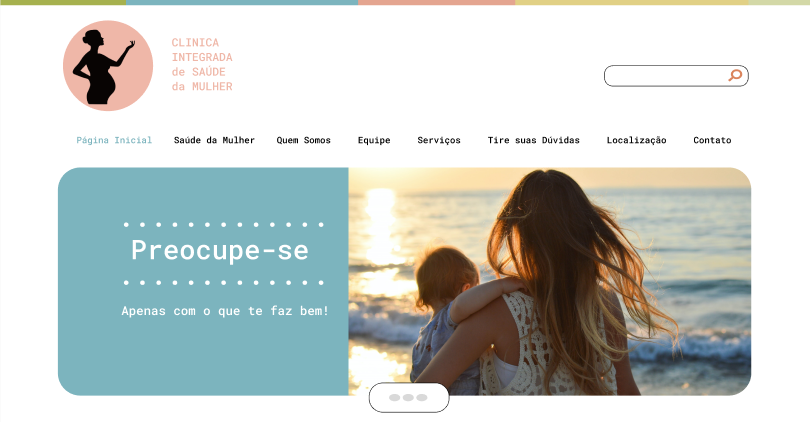 CLINICA
INTEGRADA
de SAÚDE
da MULHER
Página Inicial Saúde da Mulher Quem Somos Equipe Serviços Tire suas Dúvidas Localização Contato
Preocupe-se
Apenas com o que te faz bem!